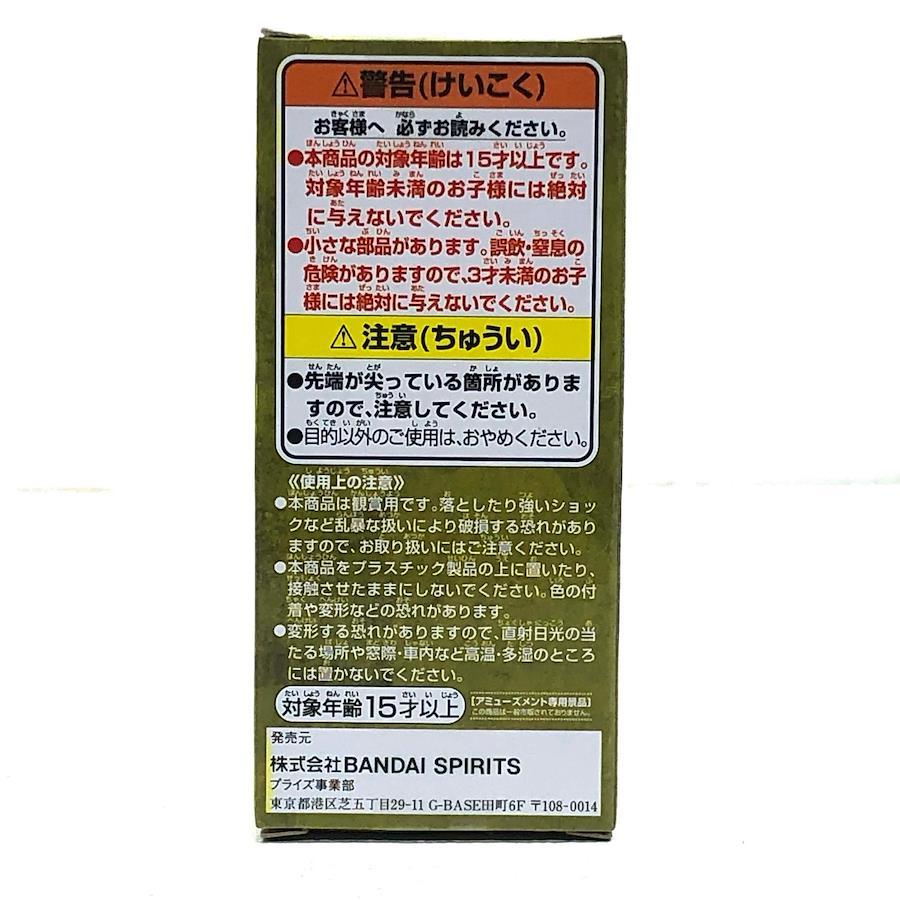 ⚠警告(けいこく)
お客様へ 必ずお読みください。
●本商品の対象年齢は15才以上です。
対象年齢未満のお子様には絶対
に与えないでください。
●小さな部品があります。誤飲・窒息の
危険がありますので、3才未満のお子
様には絶対に与えないでください。
⚠注意(ちゅうい)
●先端が尖っている箇所がありま
すので、注意してください。
●目的以外のご使用は、おやめください。
《使用上の注意》
●本商品は観賞用です。落としたり強いショッ
クなど乱暴な扱いにより破損する恐れがあり
ますので、お取り扱いにはご注意ください。
●本商品をプラスチック製品の上に置いたり、
接触させたままにしないでください。色の付
着や変形などの恐れがあります。
●変形する恐れがありますので、直射日光の当
たる場所や窓際・車内など高温・多湿のところ
には置かないでください。
対象年齢15才以上
[アミューズメント専用景品]
この商品は一般市販されておりません。
発売元
株式会社BANDAI SPIRITS
プライズ事業部
東京都港区芝五丁目29-11 G-BASE田町6F 〒108-0014